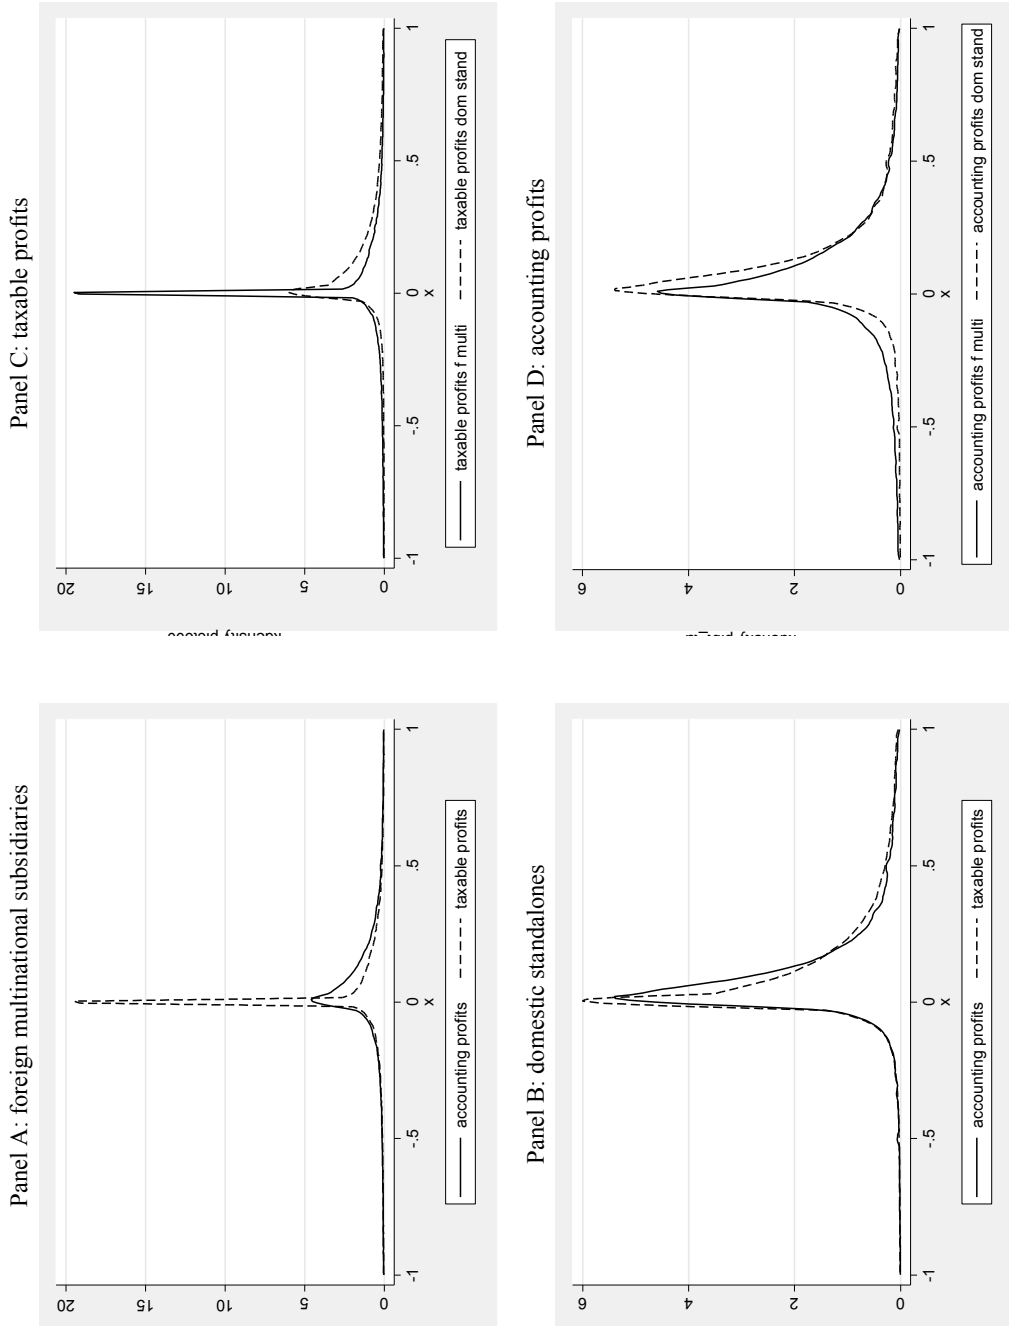 Panel A: foreign multinational subsidiaries
20
15
10
5
0
-1
-.5
0
.5
1
x
accounting profits
taxable profits
Panel C: taxable profits
20
15
10
5
0
-1
-.5
0
.5
1
x
taxable profits f multi
taxable profits dom stand
Panel B: domestic standalones
6
4
2
0
-1
-.5
0
.5
1
x
accounting profits
taxable profits
Panel D: accounting profits
6
4
2
0
-1
-.5
0
.5
1
x
accounting profits f multi
accounting profits dom stand